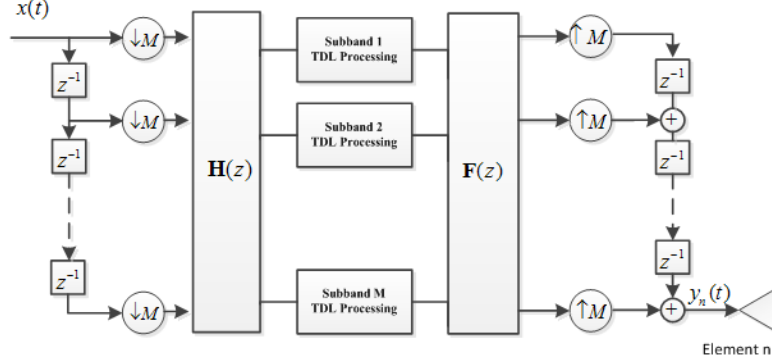 x(t)
↓M
z⁻¹
↓M
z⁻¹
z⁻¹
↓M
H(z)
Subband 1
TDL Processing
Subband 2
TDL Processing
Subband M
TDL Processing
F(z)
↑M
z⁻¹
↑M
+
z⁻¹
z⁻¹
↑M
+
yₙ(t)
Element n